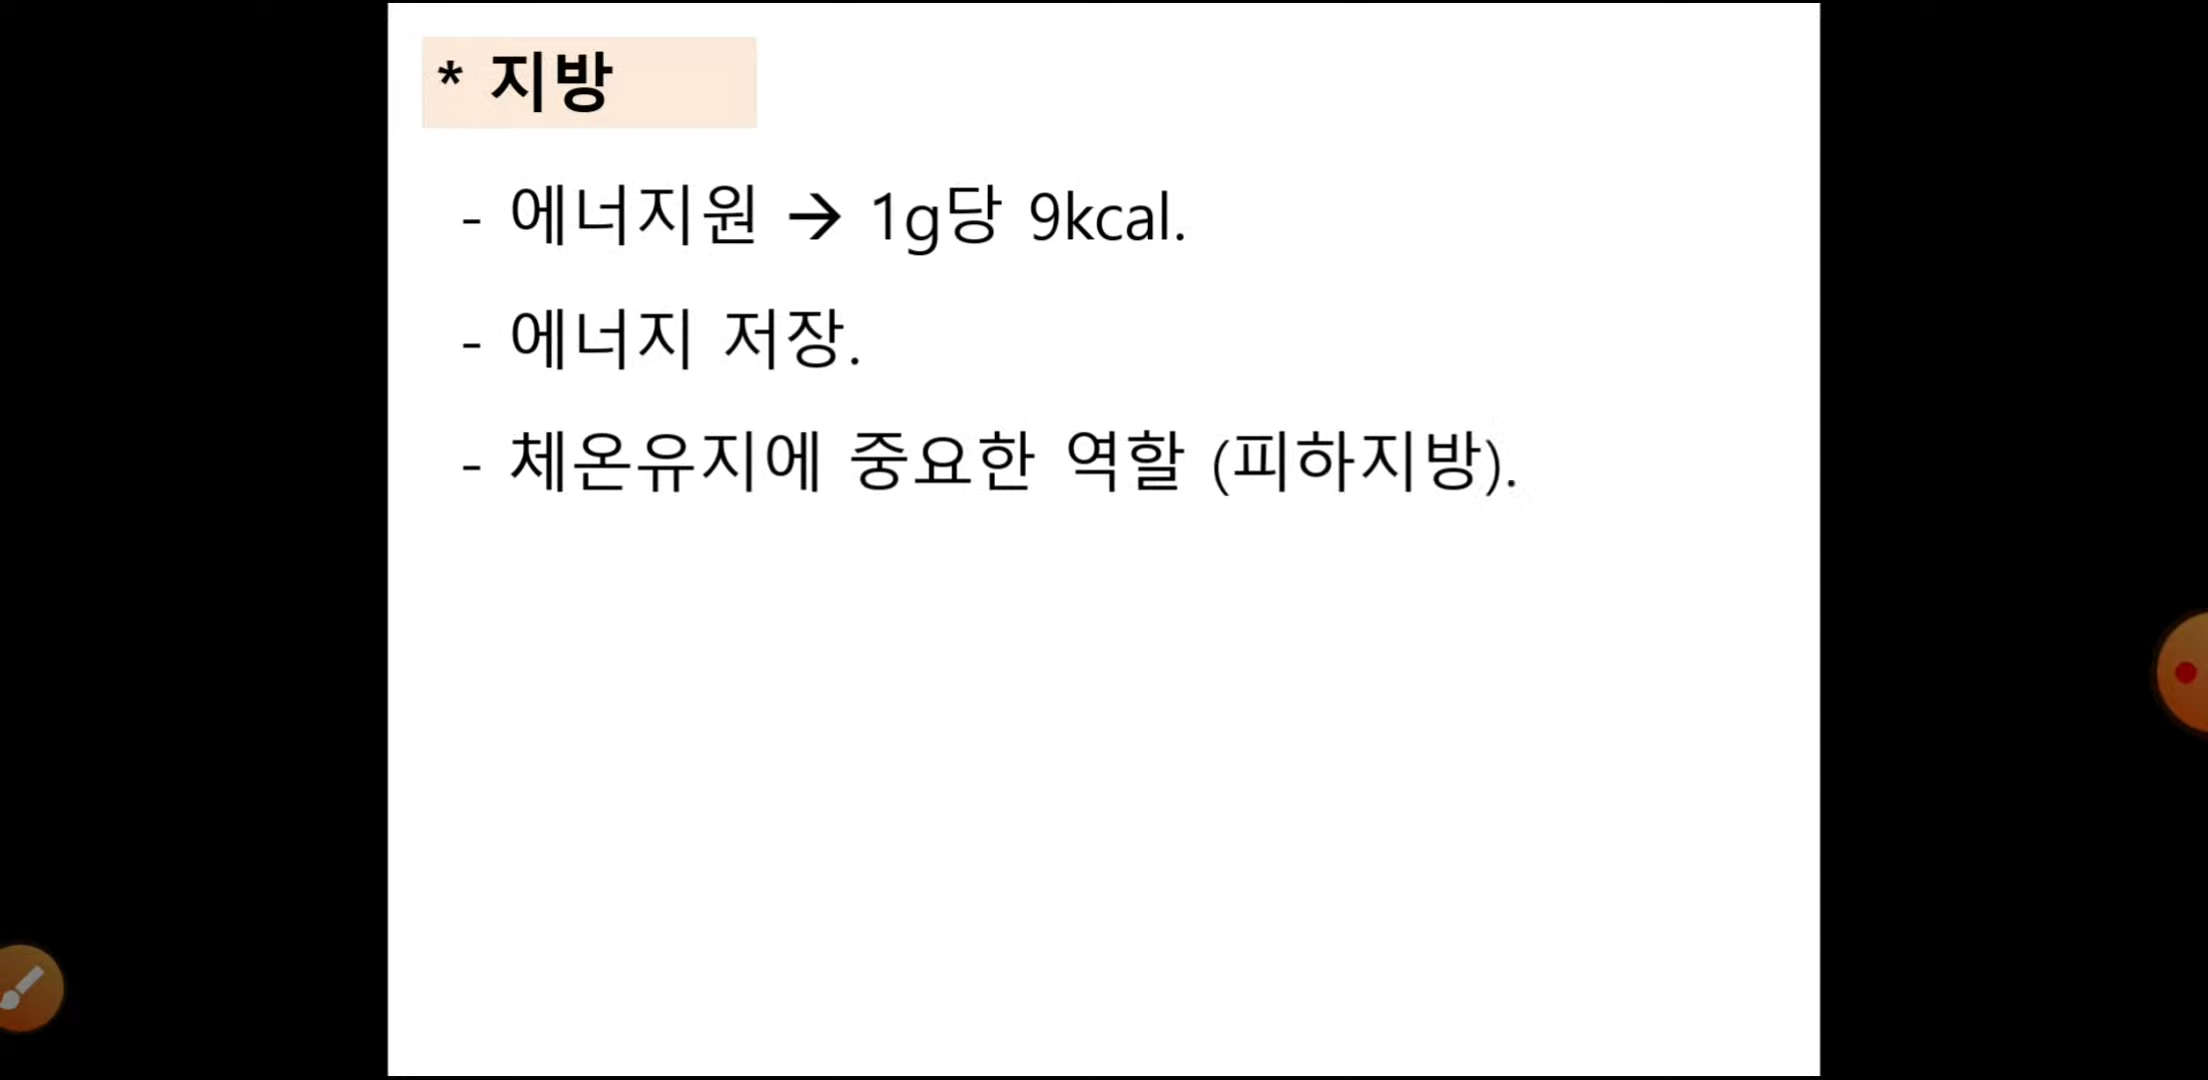 * 지방
- 에너지원 → 1g당 9kcal.
- 에너지 저장.
- 체온유지에 중요한 역할 (피하지방).